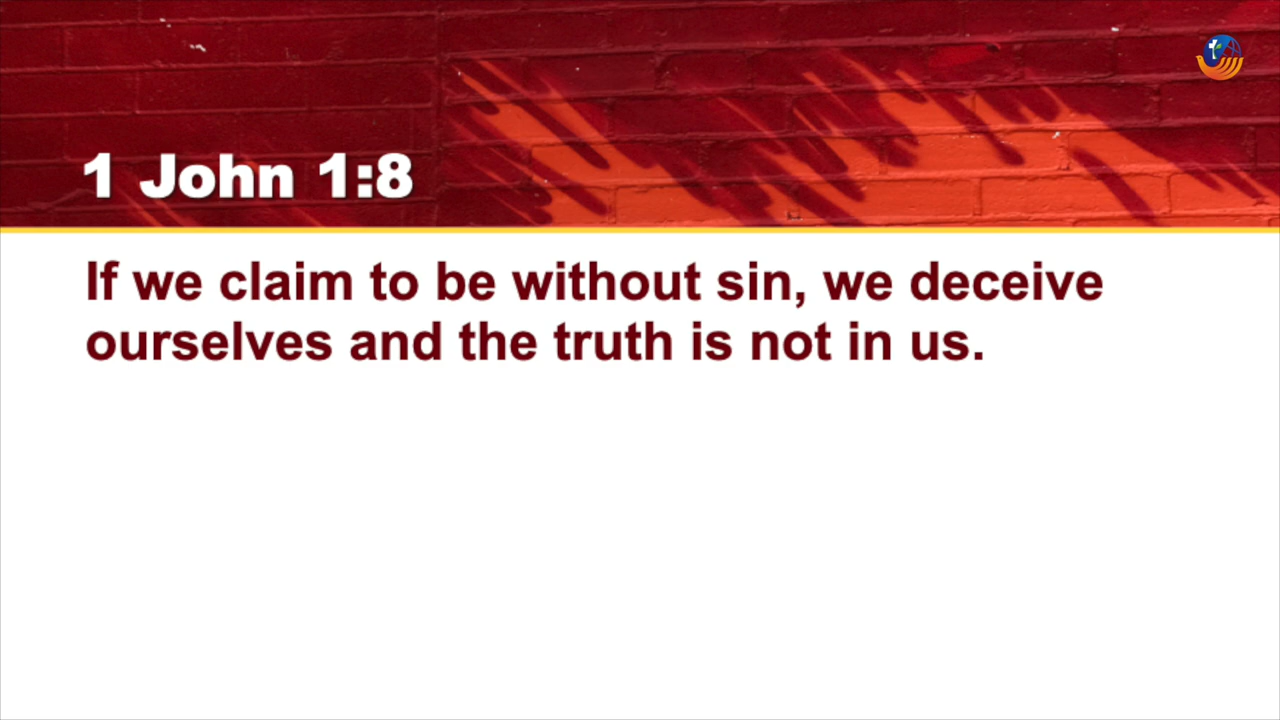 1 John 1:8
If we claim to be without sin, we deceive
ourselves and the truth is not in us.